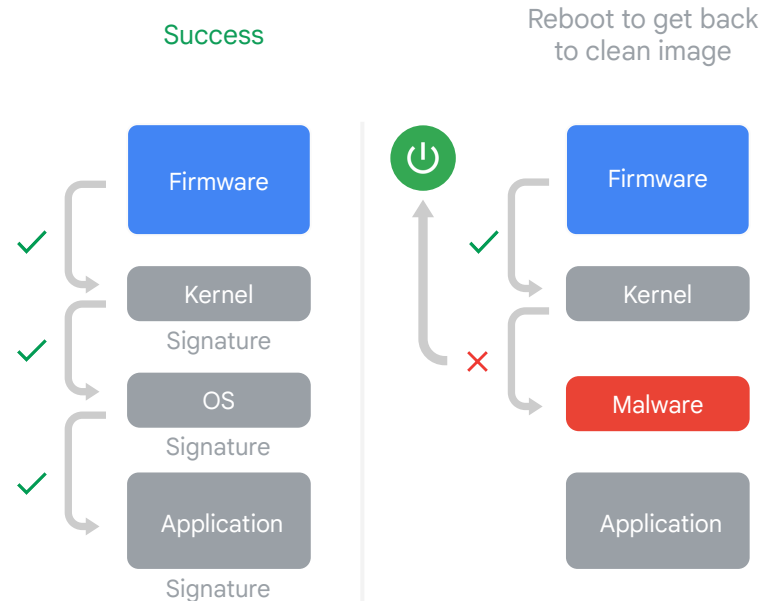 Success
Firmware
Kernel
Signature
OS
Signature
Application
Signature
Reboot to get back
to clean image
Firmware
Kernel
Malware
Application